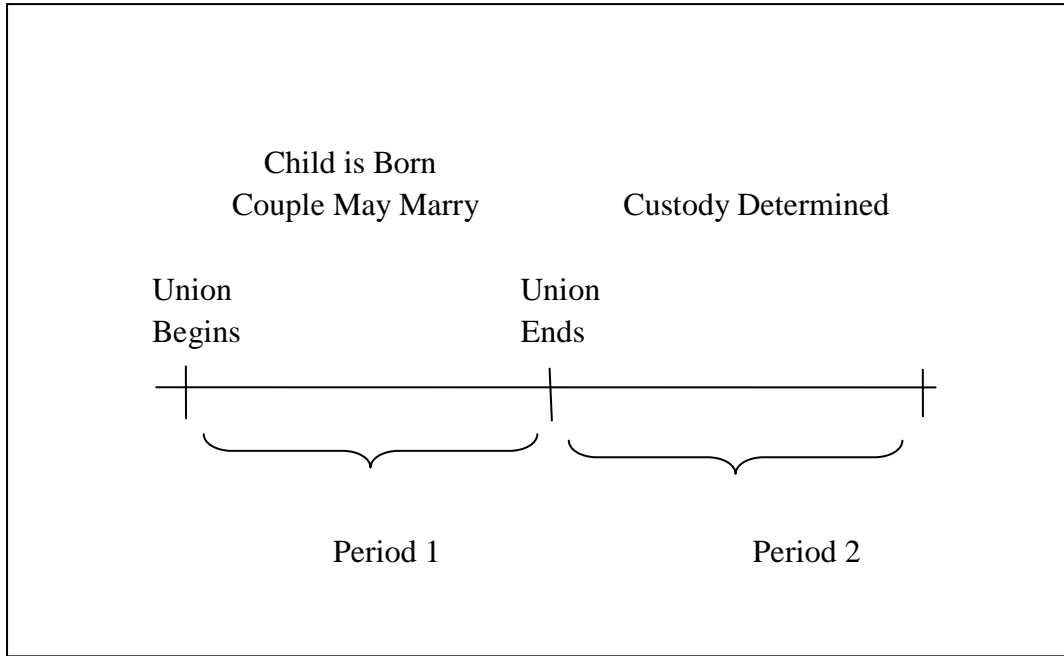 Child is Born
Couple May Marry
Custody Determined
Union
Begins
Union
Ends
Period 1
Period 2